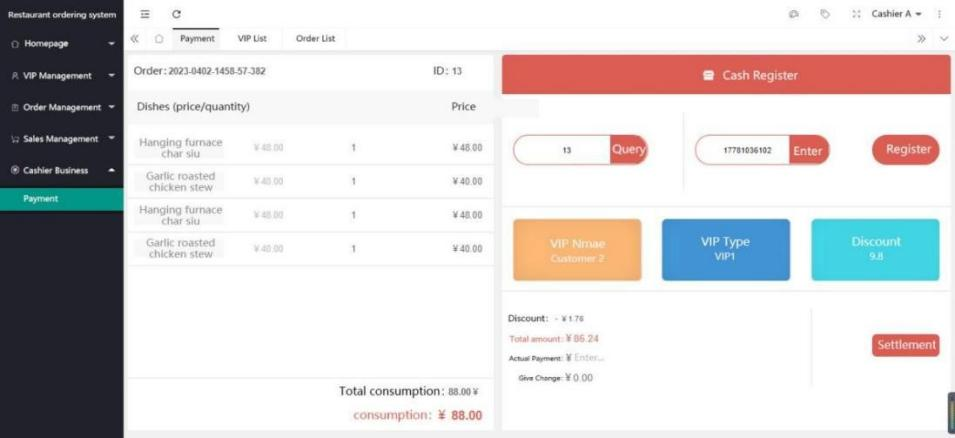 Restaurant ordering system
Cashier A
Homepage
VIP Management
Order Management
Sales Management
Cashier Business
Payment
Payment VIP List Order List
Order: 2023-0402-1458-57-382 ID: 13
Dishes (price/quantity) Price
Hanging furnace
char siu
¥ 48.00 1 ¥ 48.00
Garlic roasted
chicken stew
¥ 40.00 1 ¥ 40.00
Hanging furnace
char siu
¥ 48.00 1 ¥ 48.00
Garlic roasted
chicken stew
¥ 40.00 1 ¥ 40.00
Total consumption: 88.00 ¥
consumption: ¥ 88.00
Cash Register
13 Query 17781036102 Enter Register
VIP Nmae
Customer 2
VIP Type
VIP1
Discount
9.8
Discount: - ¥ 1.76
Total amount: ¥ 86.24
Actual Payment: ¥ Enter...
Give Change: ¥ 0.00
Settlement